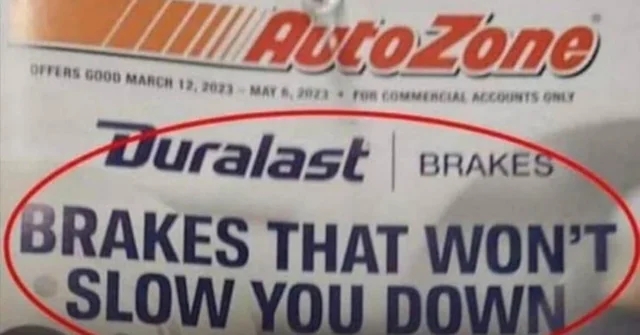 AutoZone
OFFERS GOOD MARCH 12, 2023 - MAY 6, 2023 • FOR COMMERCIAL ACCOUNTS ONLY
Duralast | BRAKES
BRAKES THAT WON'T
SLOW YOU DOWN